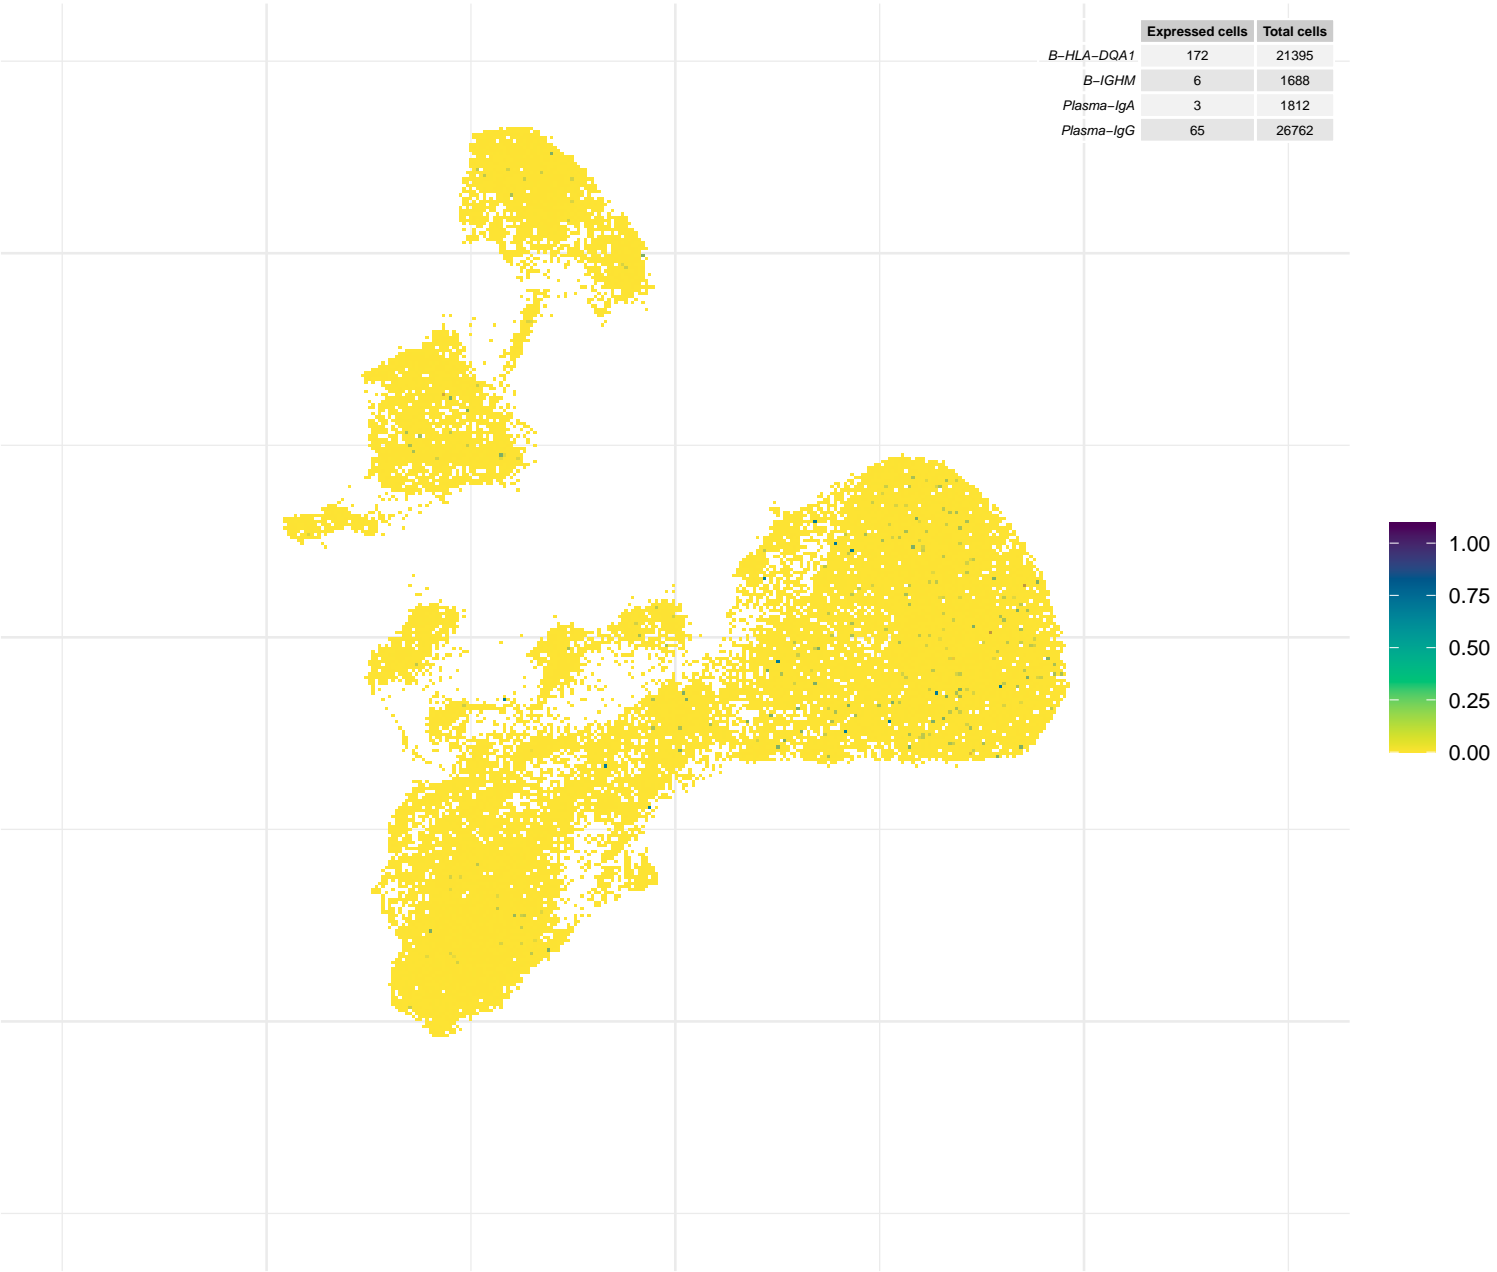 Expressed cells Total cells
B−HLA−DQA1 172 21395
B−IGHM 6 1688
Plasma−IgA 3 1812
Plasma−IgG 65 26762
1.00
0.75
0.50
0.25
0.00